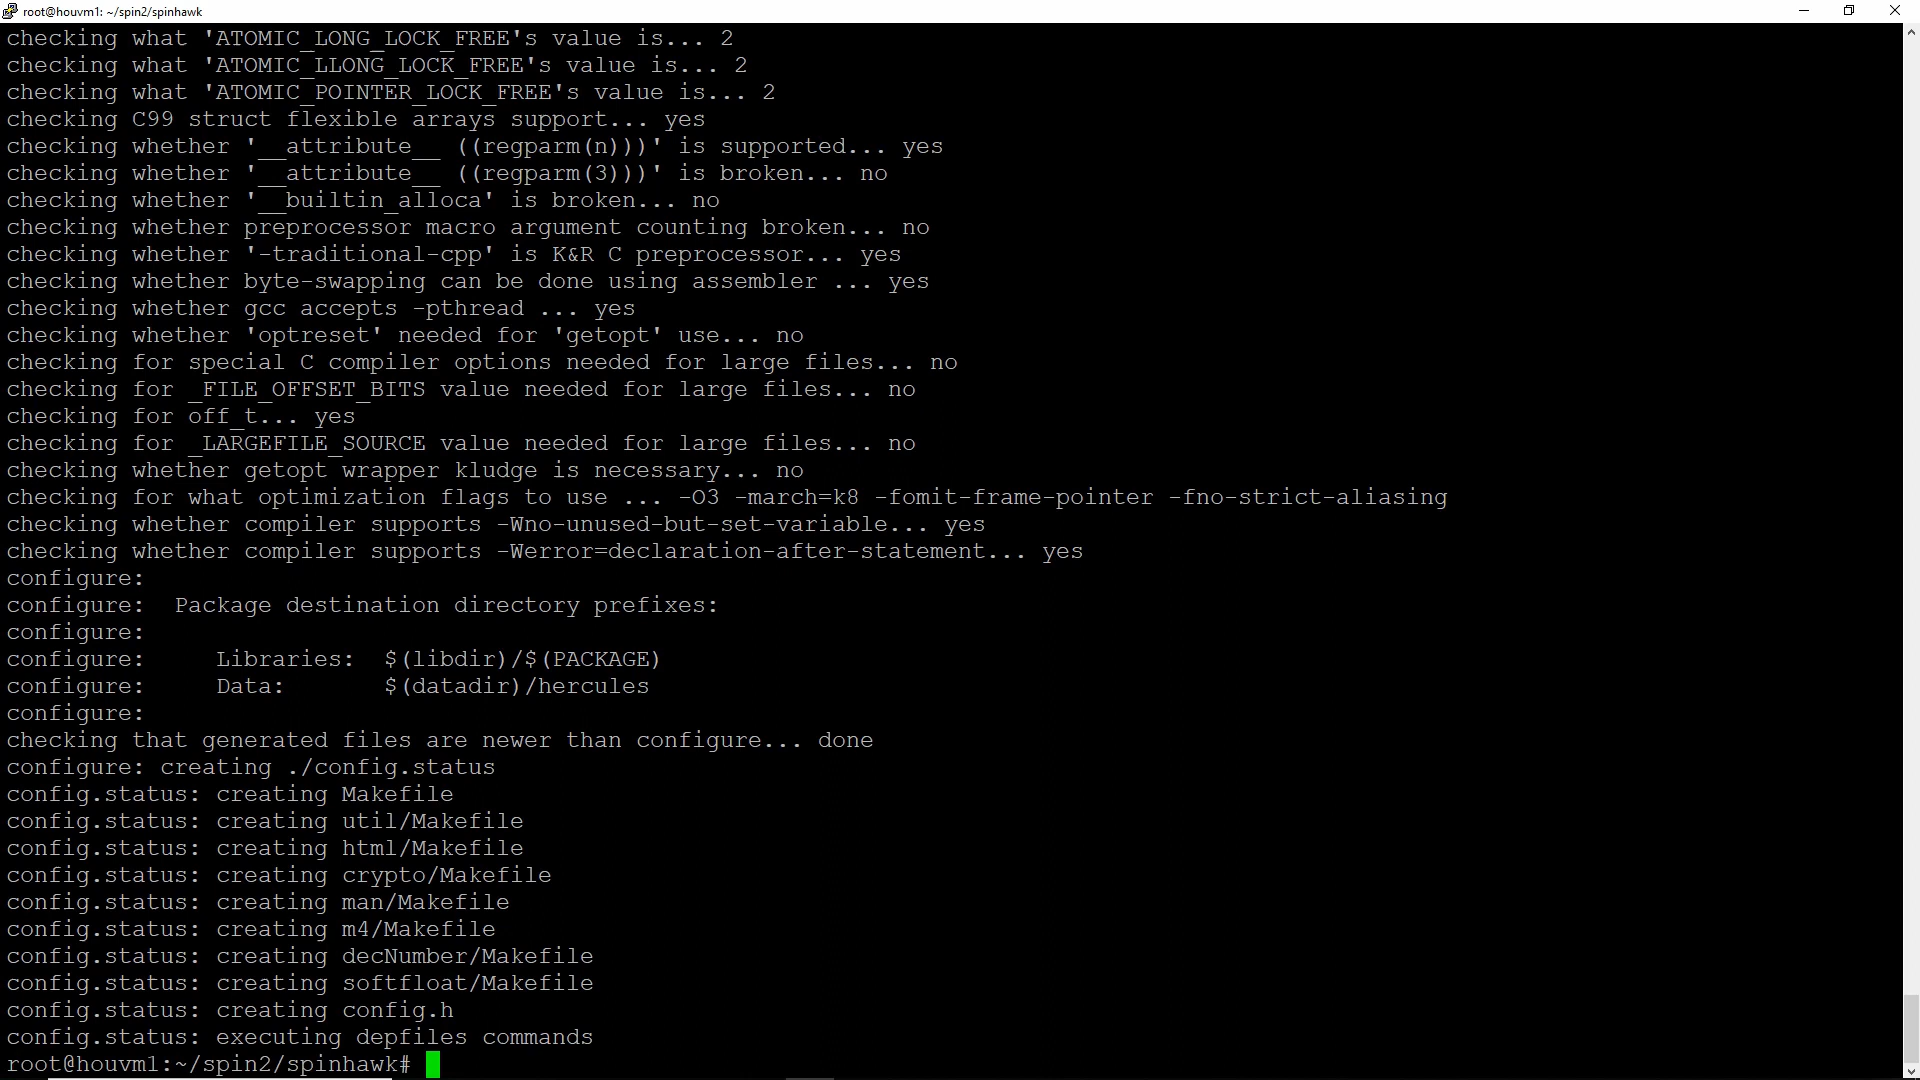 root@houvm1: ~/spin2/spinhawk
checking what 'ATOMIC_LONG_LOCK_FREE's value is... 2
checking what 'ATOMIC_LLONG_LOCK_FREE's value is... 2
checking what 'ATOMIC_POINTER_LOCK_FREE's value is... 2
checking C99 struct flexible arrays support... yes
checking whether '__attribute__ ((regparm(n)))' is supported... yes
checking whether '__attribute__ ((regparm(3)))' is broken... no
checking whether '__builtin_alloca' is broken... no
checking whether preprocessor macro argument counting broken... no
checking whether '-traditional-cpp' is K&R C preprocessor... yes
checking whether byte-swapping can be done using assembler ... yes
checking whether gcc accepts -pthread ... yes
checking whether 'optreset' needed for 'getopt' use... no
checking for special C compiler options needed for large files... no
checking for _FILE_OFFSET_BITS value needed for large files... no
checking for off_t... yes
checking for _LARGEFILE_SOURCE value needed for large files... no
checking whether getopt wrapper kludge is necessary... no
checking for what optimization flags to use ... -O3 -march=k8 -fomit-frame-pointer -fno-strict-aliasing
checking whether compiler supports -Wno-unused-but-set-variable... yes
checking whether compiler supports -Werror=declaration-after-statement... yes
configure:
configure:  Package destination directory prefixes:
configure:
configure:     Libraries:  $(libdir)/$(PACKAGE)
configure:     Data:       $(datadir)/hercules
configure:
checking that generated files are newer than configure... done
configure: creating ./config.status
config.status: creating Makefile
config.status: creating util/Makefile
config.status: creating html/Makefile
config.status: creating crypto/Makefile
config.status: creating man/Makefile
config.status: creating m4/Makefile
config.status: creating decNumber/Makefile
config.status: creating softfloat/Makefile
config.status: creating config.h
config.status: executing depfiles commands
root@houvm1:~/spin2/spinhawk#